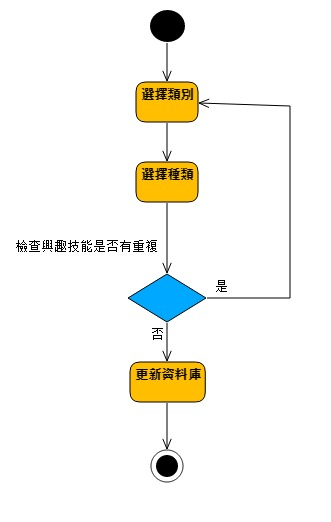 選擇類別
選擇種類
檢查興趣技能是否有重複
是
否
更新資料庫